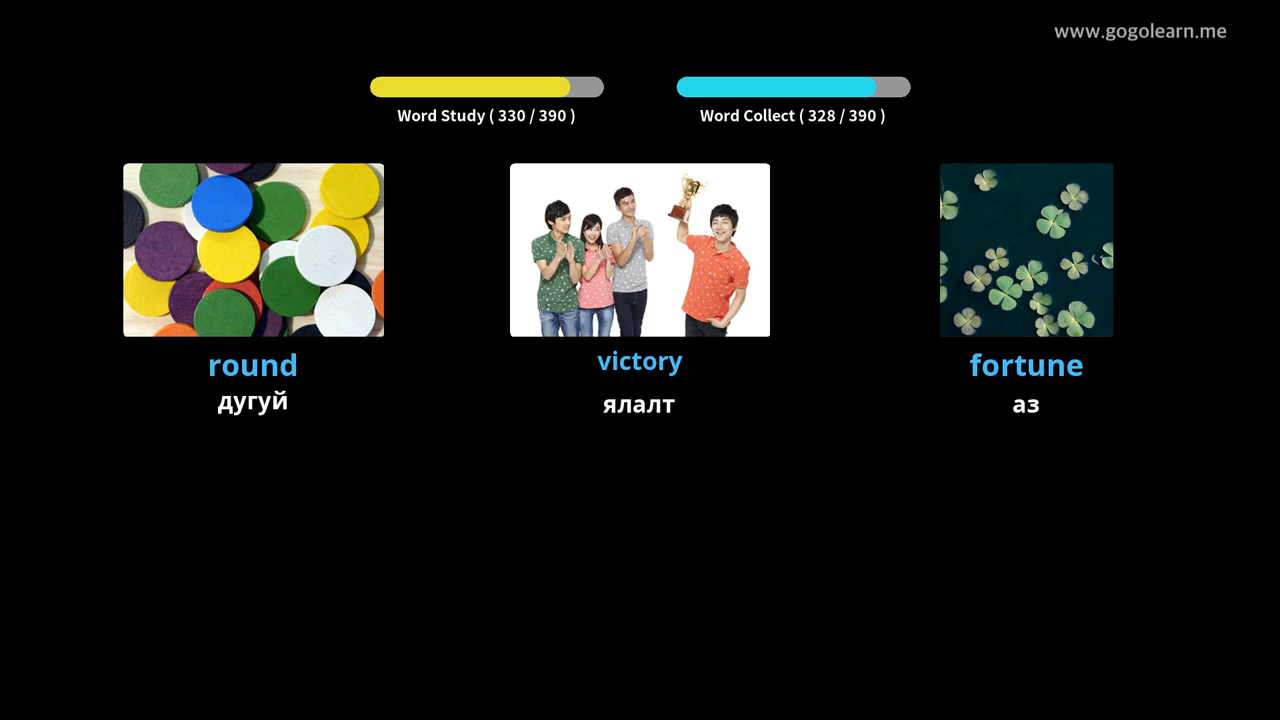 www.gogolearn.me
Word Study ( 330 / 390 )
Word Collect ( 328 / 390 )
round
дугуй
victory
ялалт
fortune
аз